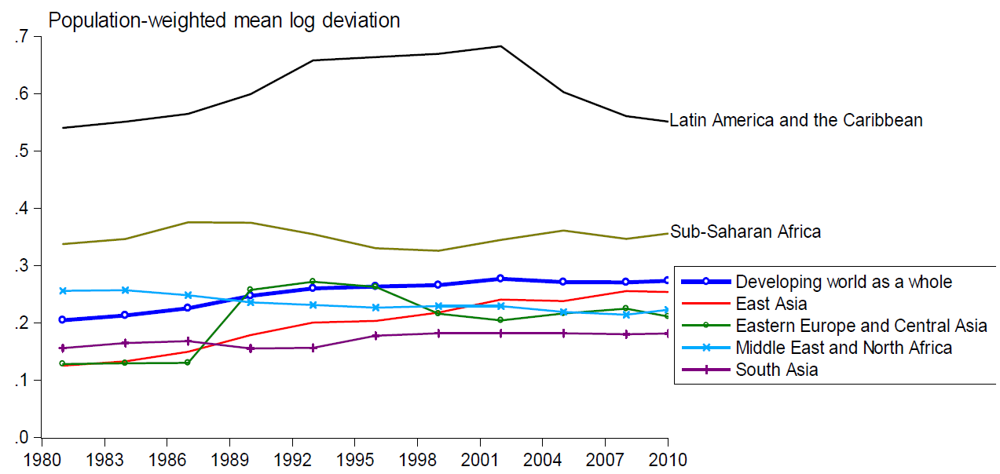 Population-weighted mean log deviation
.7
.6
.5
.4
.3
.2
.1
.0
1980 1983 1986 1989 1992 1995 1998 2001 2004 2007 2010
Latin America and the Caribbean
Sub-Saharan Africa
Developing world as a whole
East Asia
Eastern Europe and Central Asia
Middle East and North Africa
South Asia